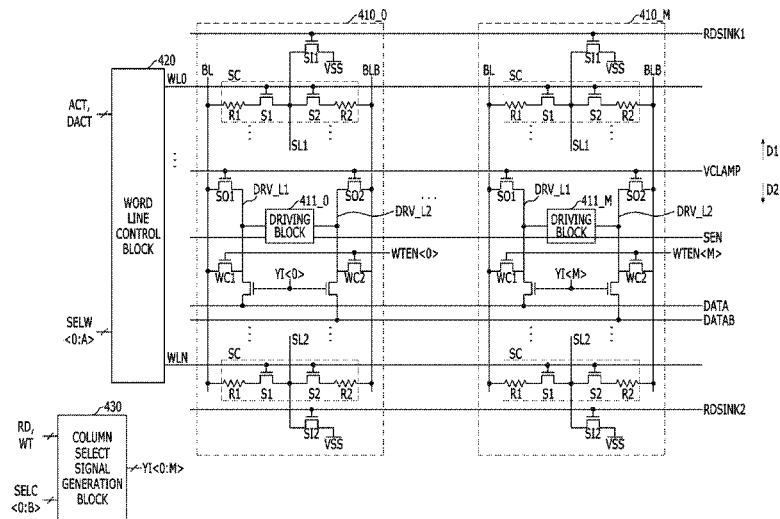 410_0 410_M
RDSINK1
420 BL SI1 VSS BLB BL SI1 VSS BLB
WL0 SC SC
ACT, DACT
R1 S1 S2 R2 R1 S1 S2 R2
SL1 SL1
D1
VCLAMP
D2
SO1 DRV_L1 411_0 SO2 SO1 DRV_L1 411_M SO2
WORD LINE CONTROL BLOCK
DRIVING BLOCK DRV_L2 DRIVING BLOCK DRV_L2
SEN
WTEN<0> WTEN<M>
WC1 YI<0> WC2 WC1 YI<M> WC2
DATA
DATAB
SELW <0:A>
SL2 SL2
WLN SC SC
R1 S1 S2 R2 R1 S1 S2 R2
430
RDSINK2
SI2 VSS SI2 VSS
RD, WT
COLUMN SELECT SIGNAL GENERATION BLOCK
YI<0:M>
SELC <0:B>